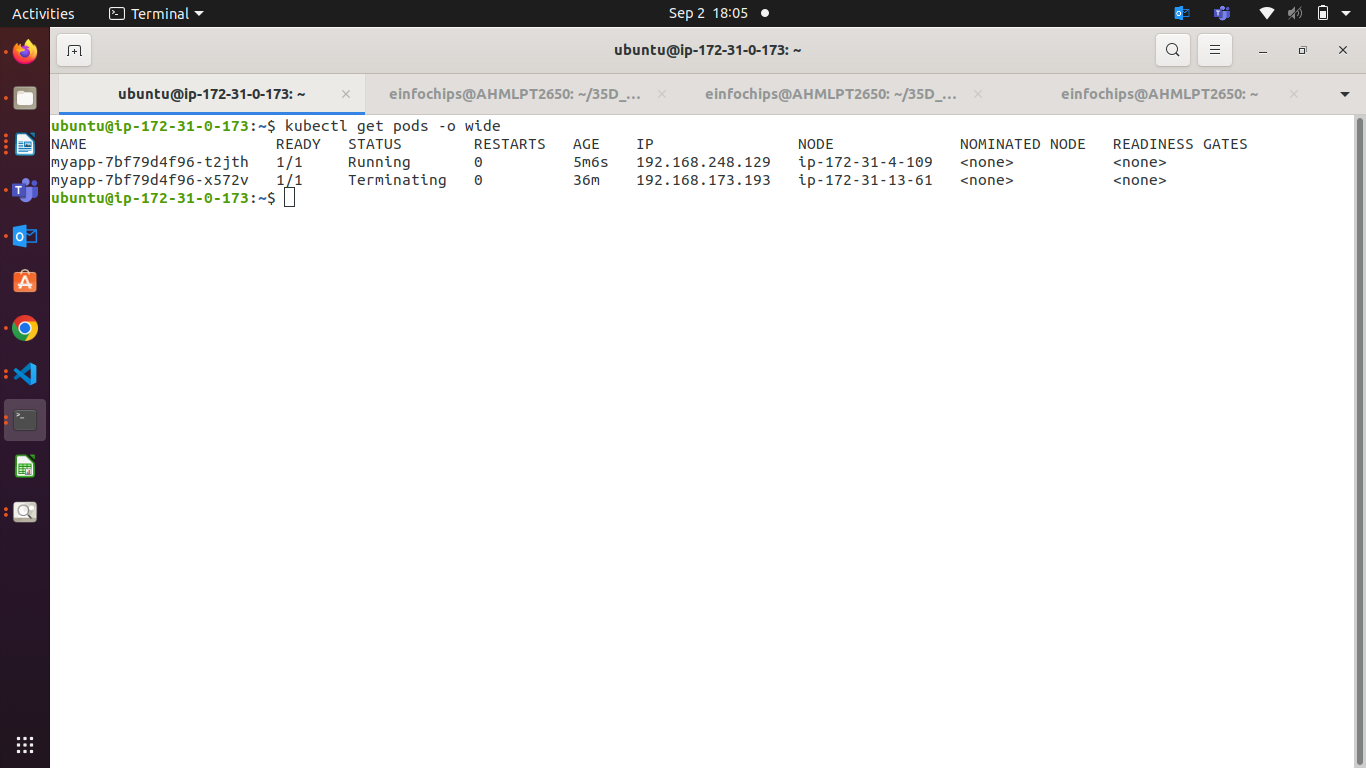 Activities Terminal Sep 2 18:05
ubuntu@ip-172-31-0-173: ~
ubuntu@ip-172-31-0-173: ~ einfochips@AHMLPT2650: ~/35D_... einfochips@AHMLPT2650: ~/35D_... einfochips@AHMLPT2650: ~
ubuntu@ip-172-31-0-173:~$ kubectl get pods -o wide
NAME READY STATUS RESTARTS AGE IP NODE NOMINATED NODE READINESS GATES
myapp-7bf79d4f96-t2jth 1/1 Running 0 5m6s 192.168.248.129 ip-172-31-4-109 <none> <none>
myapp-7bf79d4f96-x572v 1/1 Terminating 0 36m 192.168.173.193 ip-172-31-13-61 <none> <none>
ubuntu@ip-172-31-0-173:~$